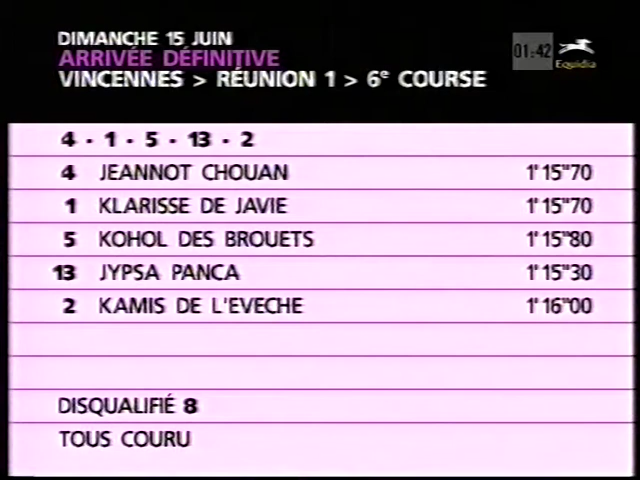 DIMANCHE 15 JUIN
ARRIVÉE DÉFINITIVE
VINCENNES > RÉUNION 1 > 6e COURSE
01:42
Equidia
4 - 1 - 5 - 13 - 2
4 JEANNOT CHOUAN 1'15"70
1 KLARISSE DE JAVIE 1'15"70
5 KOHOL DES BROUETS 1'15"80
13 JYPSA PANCA 1'15"30
2 KAMIS DE L'EVECHE 1'16"00
DISQUALIFIÉ 8
TOUS COURU